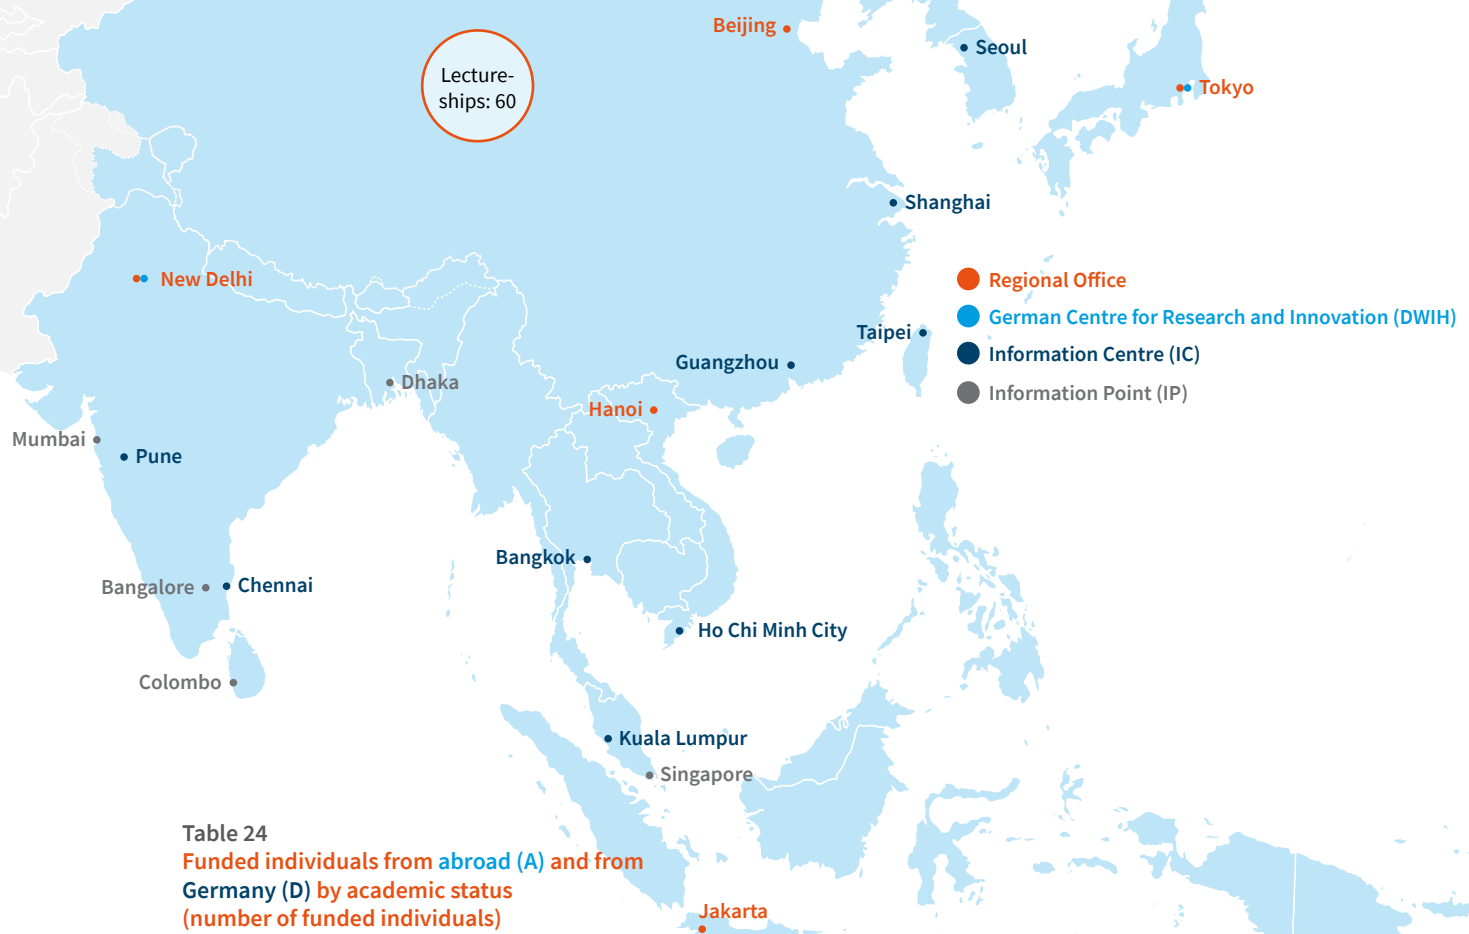 Beijing
Seoul
Lecture-
ships: 60
Tokyo
Shanghai
New Delhi
Regional Office
German Centre for Research and Innovation (DWIH)
Information Centre (IC)
Information Point (IP)
Taipei
Guangzhou
Dhaka
Hanoi
Mumbai
Pune
Bangkok
Bangalore
Chennai
Ho Chi Minh City
Colombo
Kuala Lumpur
Singapore
Table 24
Funded individuals from abroad (A) and from
Germany (D) by academic status
(number of funded individuals)
Jakarta